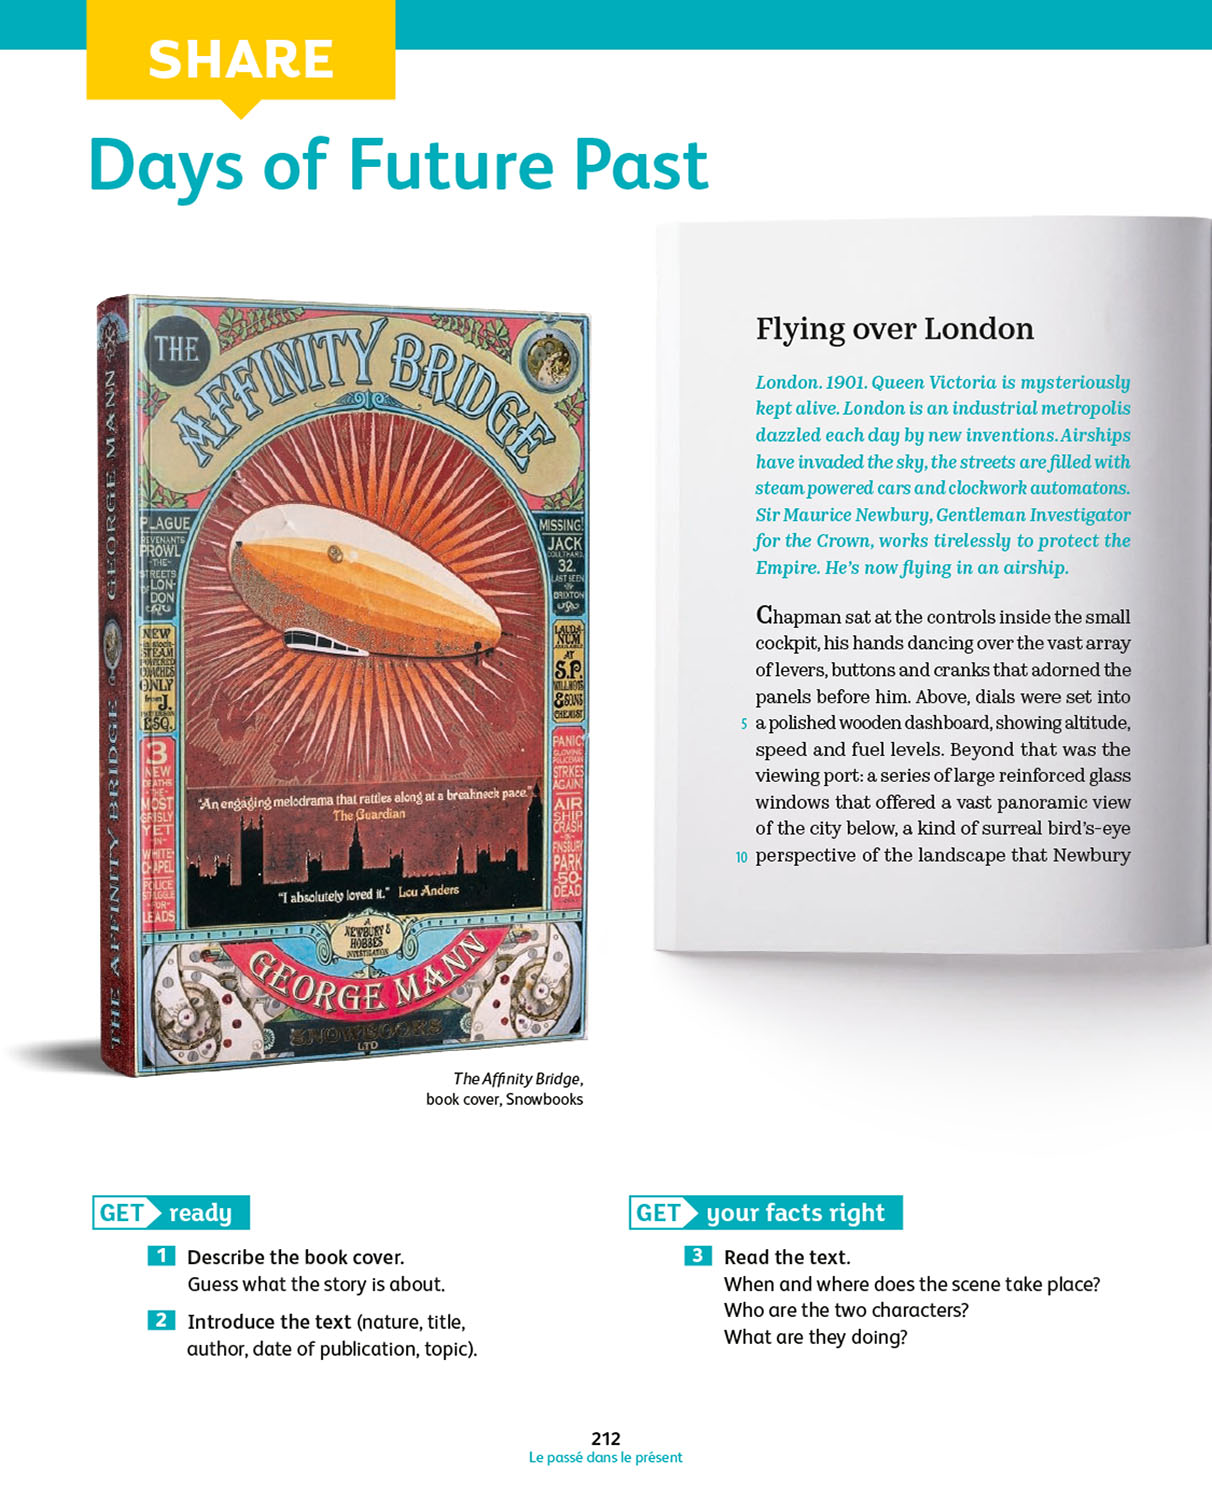 SHARE
Days of Future Past
THE
AFFINITY BRIDGE
THE AFFINITY BRIDGE GEORGE MANN
PLAGUE
REVENANTS
PROWL
-THE-
STREETS
OF LON-
DON
NEW
STEAM
POWERED
COACHES
ONLY
from J.
ESQ.
3
NEW
DEATHS
-THE-
MOST
GRISLY
YET
-IN-
WHITE-
CHAPEL
POLICE
STRUGGLE
-FOR-
LEADS
MISSING!
JACK
COULTHARD,
32.
LAST SEEN
BRIXTON
LAUDA-
NUM
AVAILABLE
AT
S.P.
& SONS
CHEMIST
PANIC!
GLOWING
POLICEMAN
STRIKES
AGAIN!
AIR
SHIP
CRASH
-IN-
FINSBURY
PARK
-50-
DEAD
"An engaging melodrama that rattles along at a breakneck pace."
The Guardian
"I absolutely loved it." Lou Anders
A
NEWBURY &
HOBBES
INVESTIGATION
GEORGE MANN
SNOWBOOKS
LTD
The Affinity Bridge,
book cover, Snowbooks
Flying over London
London. 1901. Queen Victoria is mysteriously
kept alive. London is an industrial metropolis
dazzled each day by new inventions. Airships
have invaded the sky, the streets are filled with
steam powered cars and clockwork automatons.
Sir Maurice Newbury, Gentleman Investigator
for the Crown, works tirelessly to protect the
Empire. He's now flying in an airship.
Chapman sat at the controls inside the small
cockpit, his hands dancing over the vast array
of levers, buttons and cranks that adorned the
panels before him. Above, dials were set into
5 a polished wooden dashboard, showing altitude,
speed and fuel levels. Beyond that was the
viewing port: a series of large reinforced glass
windows that offered a vast panoramic view
of the city below, a kind of surreal bird's-eye
10 perspective of the landscape that Newbury
GET ready
1 Describe the book cover.
Guess what the story is about.
2 Introduce the text (nature, title,
author, date of publication, topic).
GET your facts right
3 Read the text.
When and where does the scene take place?
Who are the two characters?
What are they doing?
212
Le passé dans le présent